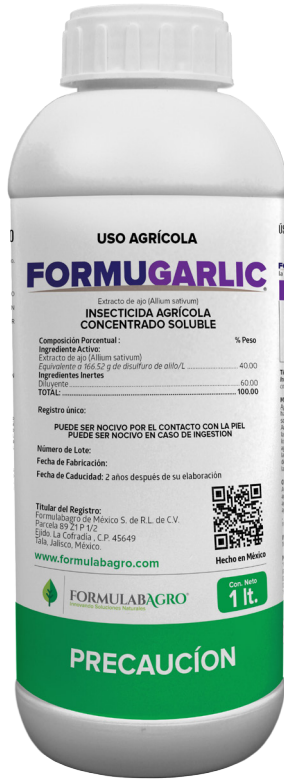 USO AGRÍCOLA
FORMUGARLIC
Extracto de ajo (Allium sativum)
INSECTICIDA AGRÍCOLA
CONCENTRADO SOLUBLE
Composición Porcentual : % Peso
Ingrediente Activo:
Extracto de ajo (Allium sativum)
Equivalente a 166.52 g de disulfuro de alilo/L 40.00
Ingredientes Inertes
Diluyente 60.00
TOTAL: 100.00
Registro único:
PUEDE SER NOCIVO POR EL CONTACTO CON LA PIEL
PUEDE SER NOCIVO EN CASO DE INGESTION
Número de Lote:
Fecha de Fabricación:
Fecha de Caducidad: 2 años después de su elaboración
Titular del Registro:
Formulabagro de México S. de R.L. de C.V.
Parcela 89 Z1 P 1/2
Ejido. La Cofradía , C.P. 45649
Tala, Jalisco, México.
www.formulabagro.com
Hecho en México
FORMULABAGRO
Innovando Soluciones Naturales
Con. Neto
1 lt.
PRECAUCÍON